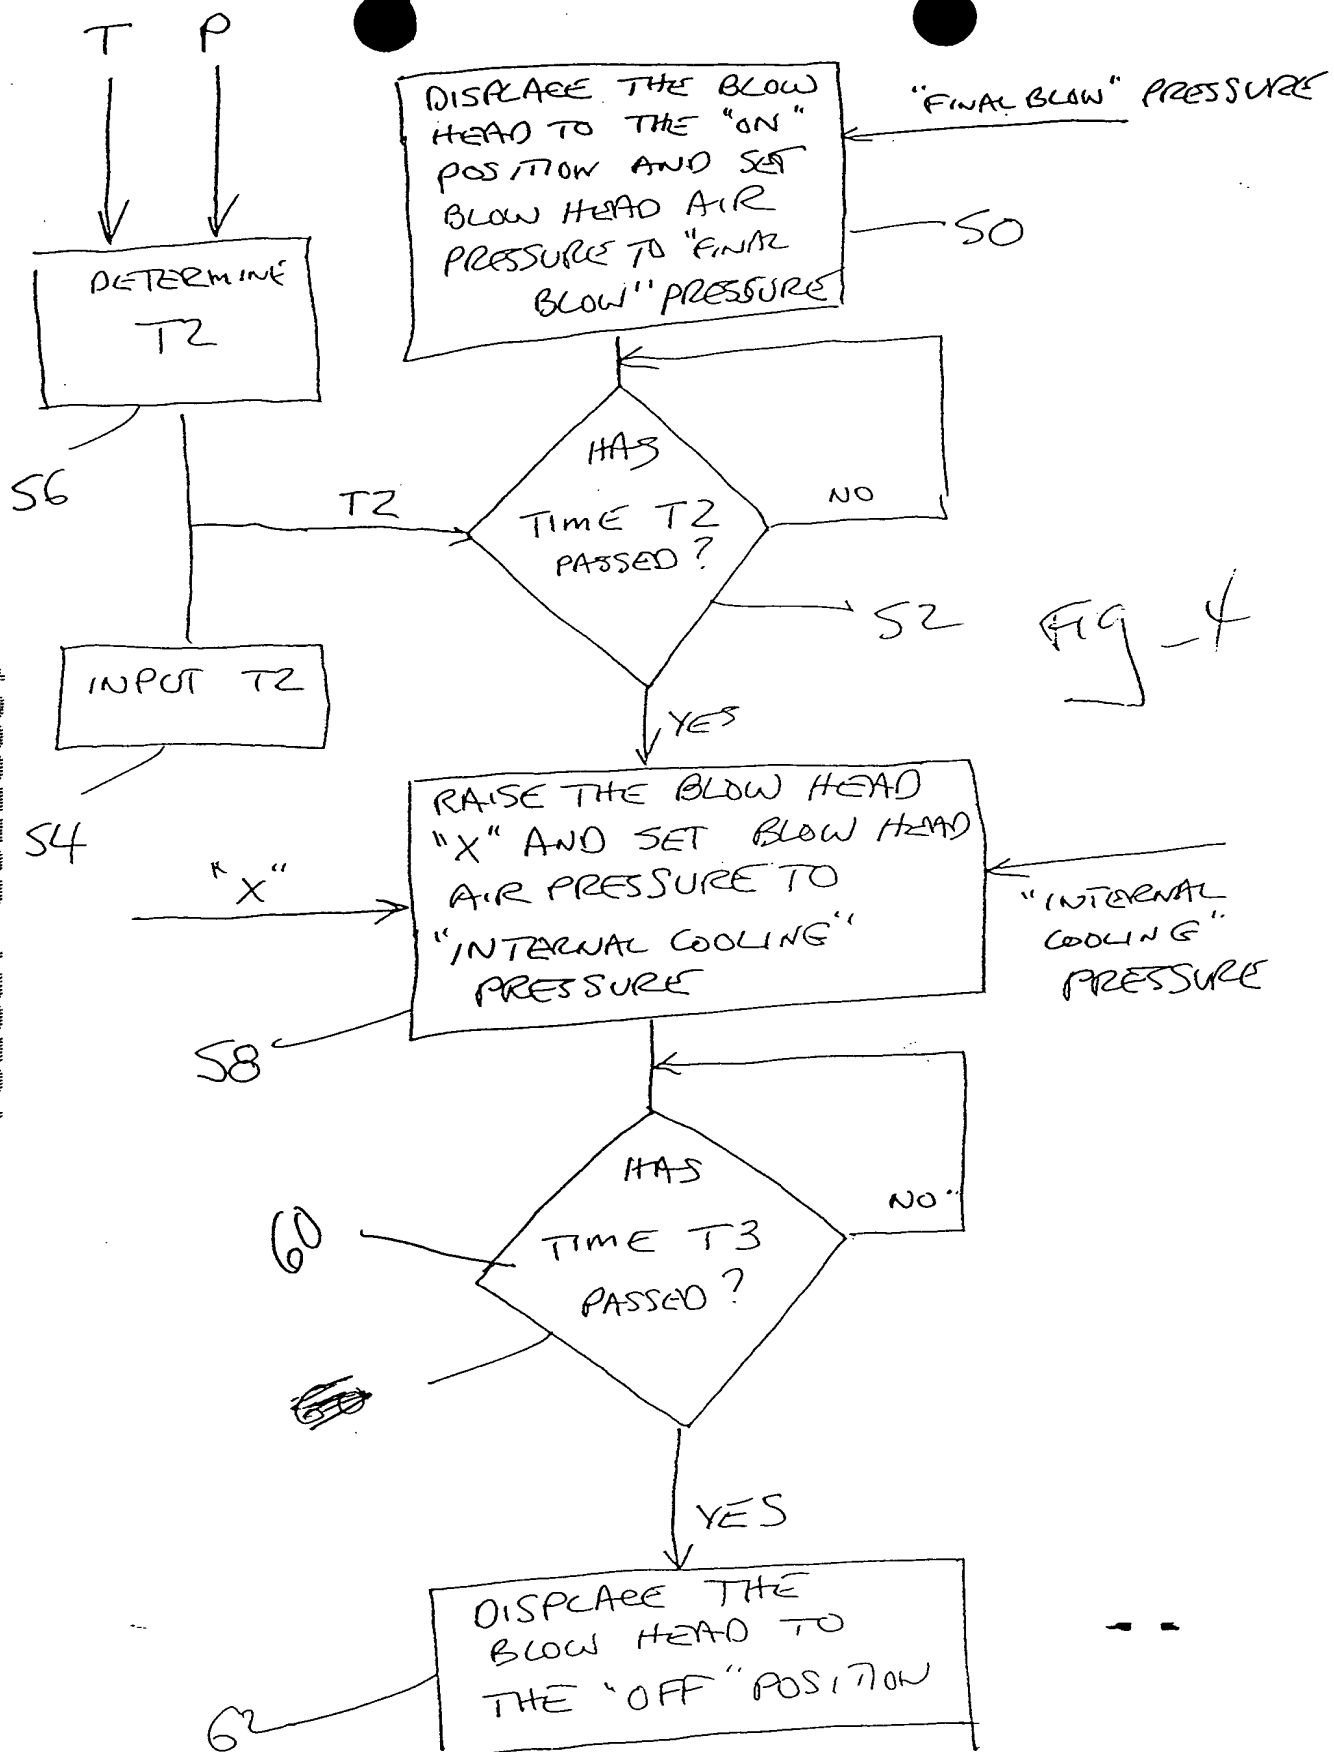 T P
DISPLACE THE BLOW
HEAD TO THE "ON"
POSITION AND SET
BLOW HEAD AIR
PRESSURE TO "FINAL
BLOW" PRESSURE
"FINAL BLOW" PRESSURE
50
DETERMINE
T2
56
HAS
TIME T2
PASSED?
NO
T2
52
FIG_4
INPUT T2
54
YES
RAISE THE BLOW HEAD
"X" AND SET BLOW HEAD
AIR PRESSURE TO
"INTERNAL COOLING"
PRESSURE
"X"
"INTERNAL
COOLING"
PRESSURE
58
HAS
TIME T3
PASSED?
NO
60
YES
DISPLACE THE
BLOW HEAD TO
THE "OFF" POSITION
62